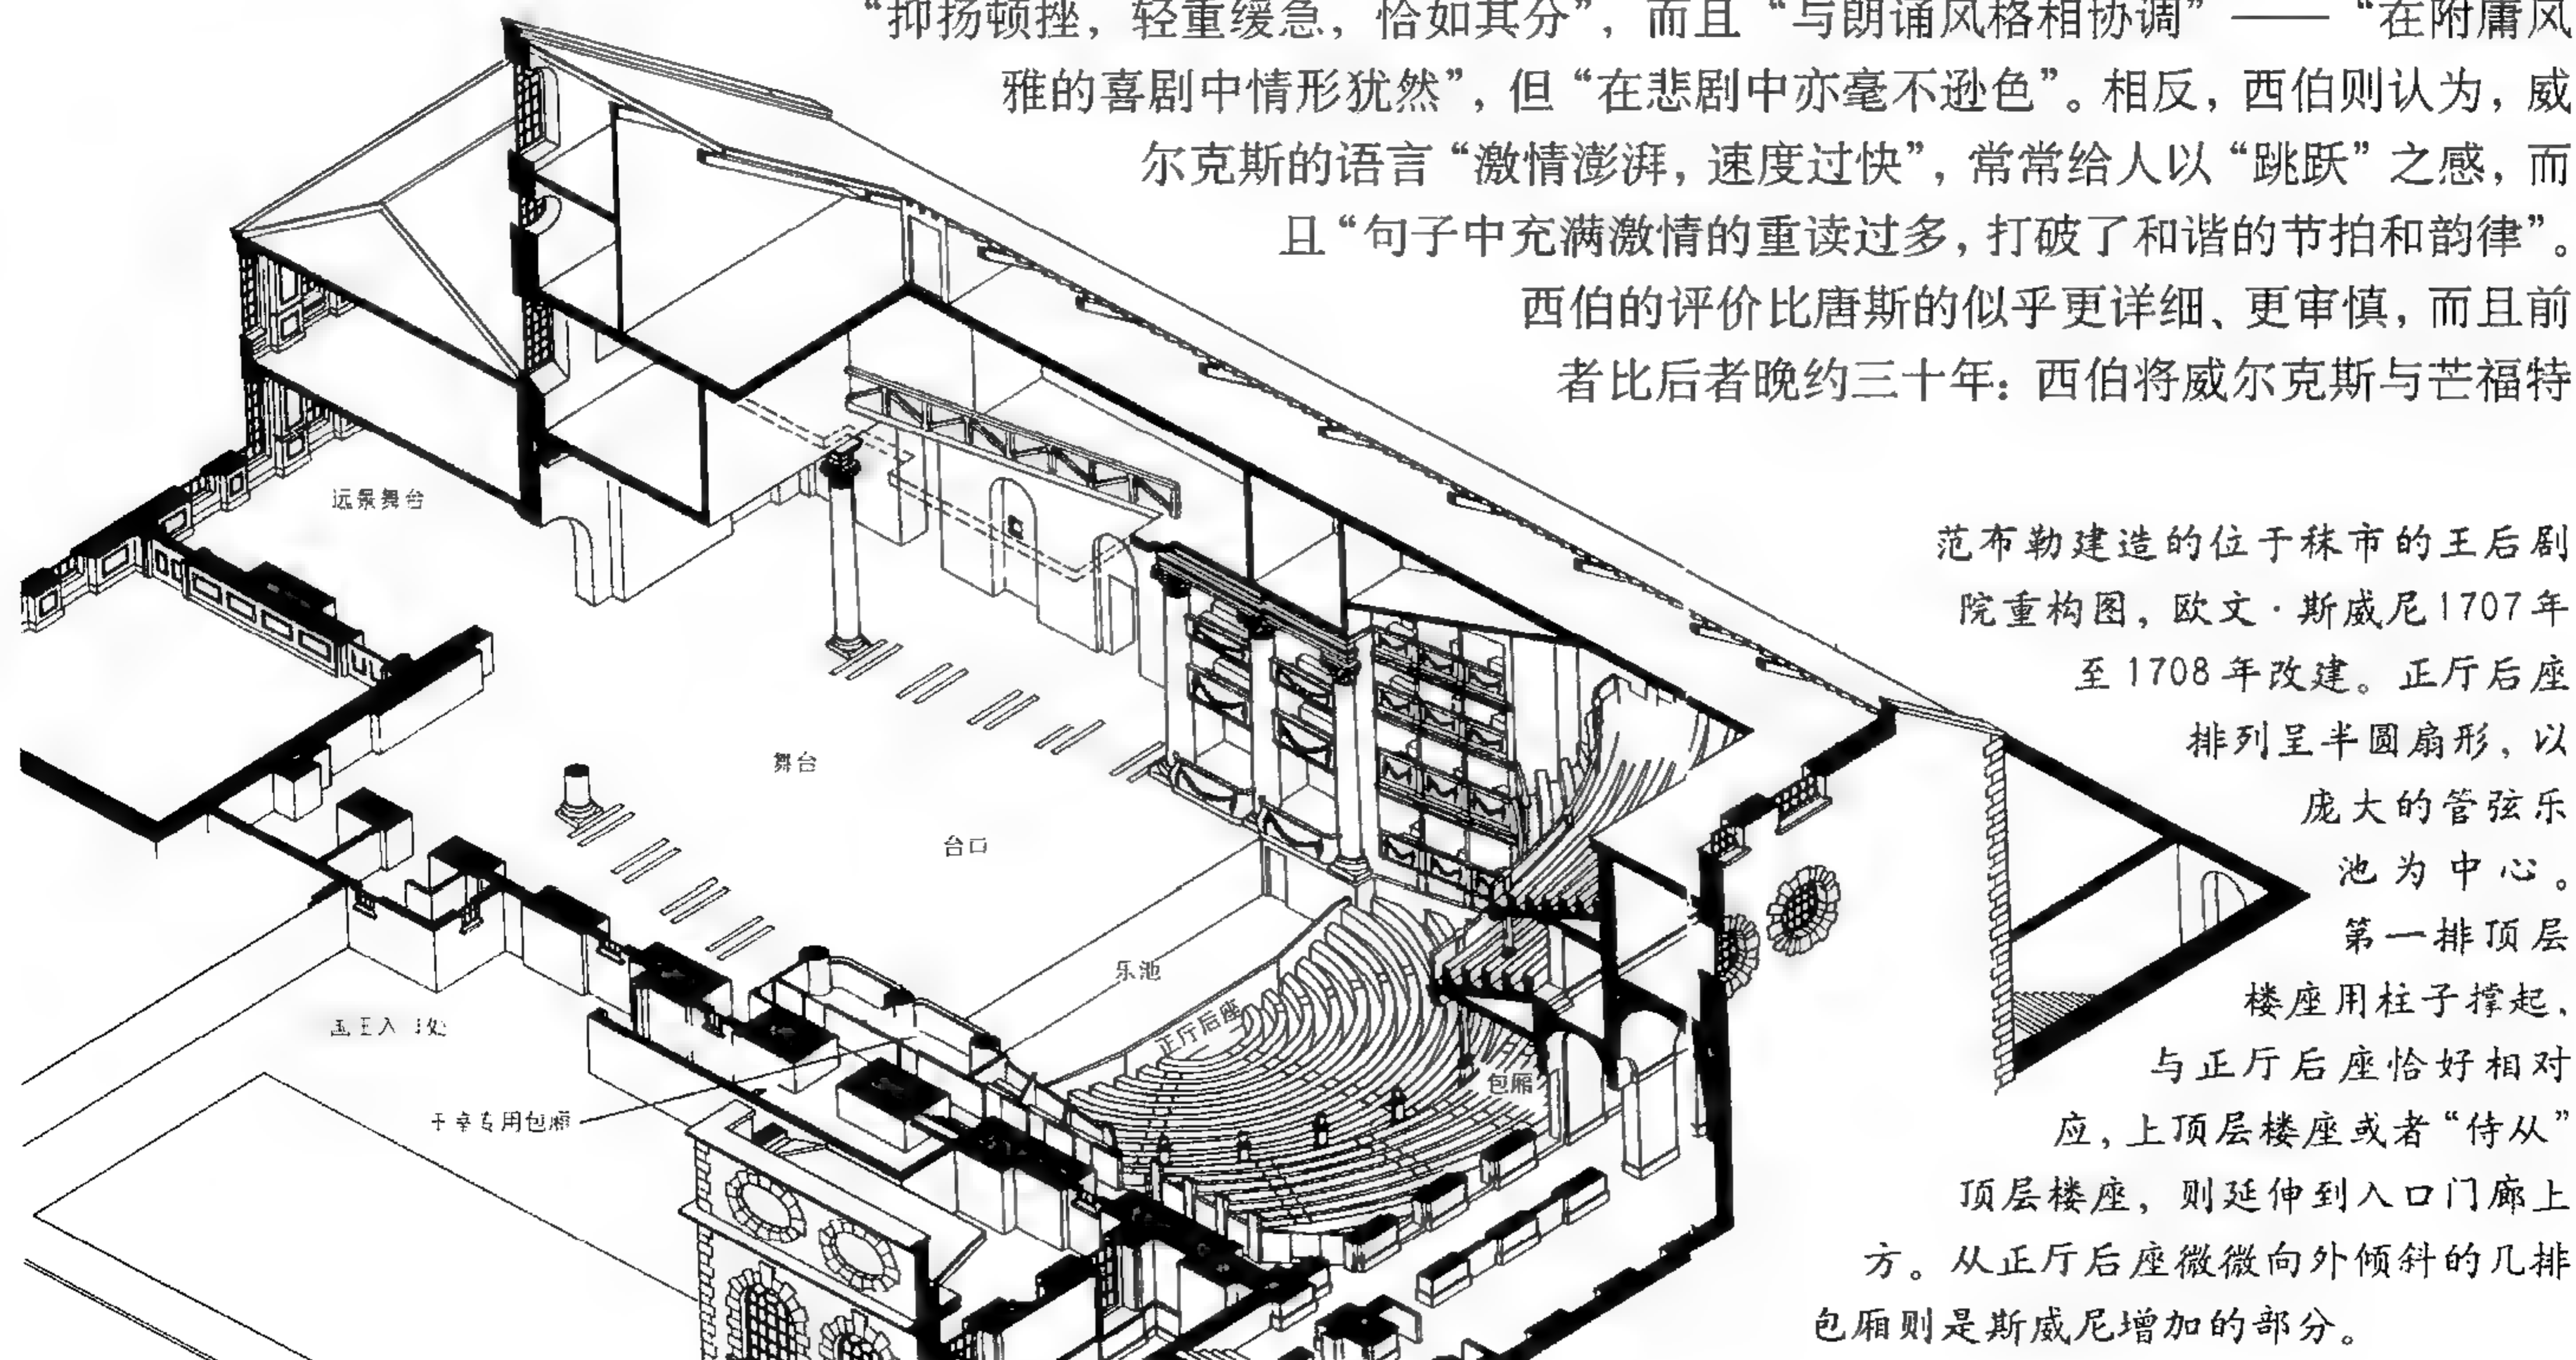 “抑扬顿挫，轻重缓急，恰如其分”，而且“与朗诵风格相协调”——“在附庸风
雅的喜剧中情形犹然”，但“在悲剧中亦毫不逊色”。相反，西伯则认为，威
尔克斯的语言“激情澎湃，速度过快”，常常给人以“跳跃”之感，而
且“句子中充满激情的重读过多，打破了和谐的节拍和韵律”。
西伯的评价比唐斯的似乎更详细、更审慎，而且前
者比后者晚约三十年：西伯将威尔克斯与芒福特
范布勒建造的位于秣市的王后剧
院重构图，欧文·斯威尼1707年
至1708年改建。正厅后座
排列呈半圆扇形，以
庞大的管弦乐
池为中心。
第一排顶层
楼座用柱子撑起，
与正厅后座恰好相对
应，上顶层楼座或者“侍从”
顶层楼座，则延伸到入口门廊上
方。从正厅后座微微向外倾斜的几排
包厢则是斯威尼增加的部分。
远景舞台
舞台
台口
乐池
正厅后座
包厢
专用包厢